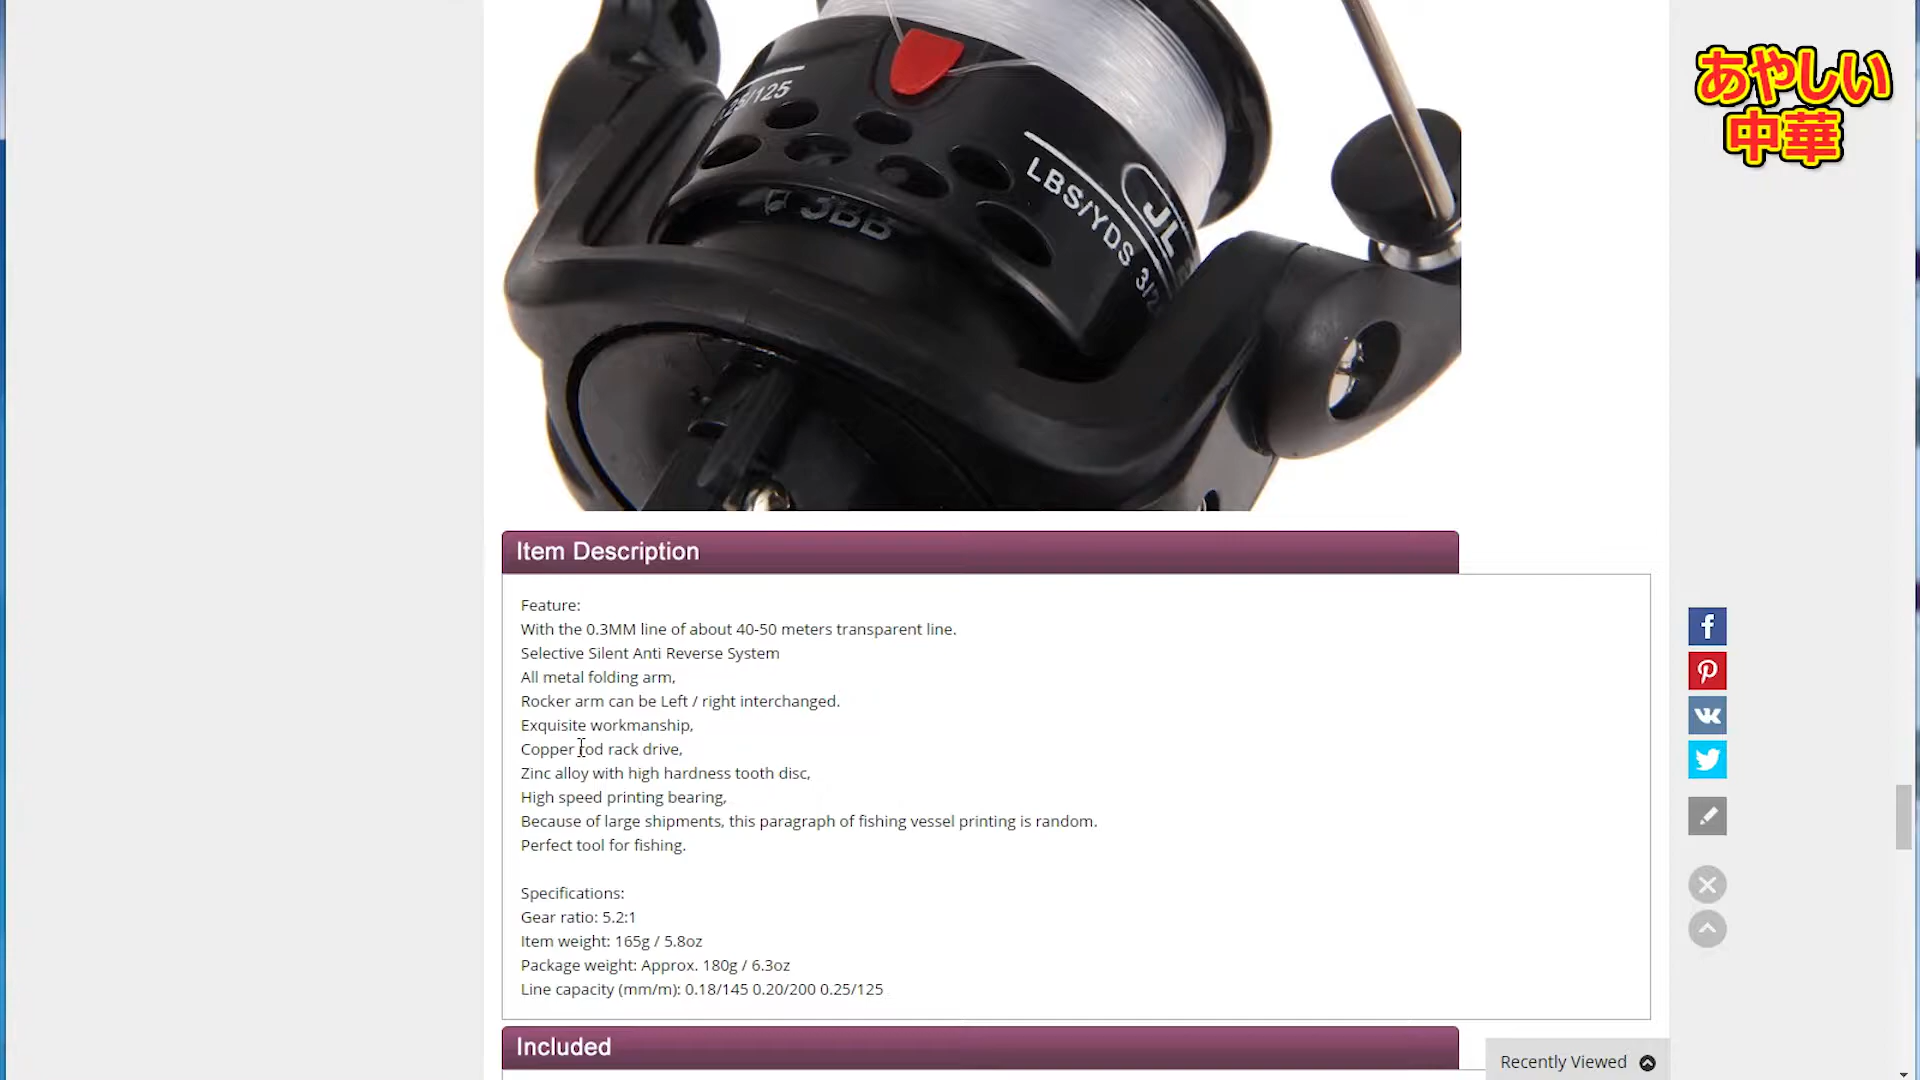 あやしい
中華
.25/125
3BB
JL
LBS/YDS 3/2
Item Description
Feature:
With the 0.3MM line of about 40-50 meters transparent line.
Selective Silent Anti Reverse System
All metal folding arm,
Rocker arm can be Left / right interchanged.
Exquisite workmanship,
Copper rod rack drive,
Zinc alloy with high hardness tooth disc,
High speed printing bearing,
Because of large shipments, this paragraph of fishing vessel printing is random.
Perfect tool for fishing.
Specifications:
Gear ratio: 5.2:1
Item weight: 165g / 5.8oz
Package weight: Approx. 180g / 6.3oz
Line capacity (mm/m): 0.18/145 0.20/200 0.25/125
Included
Recently Viewed